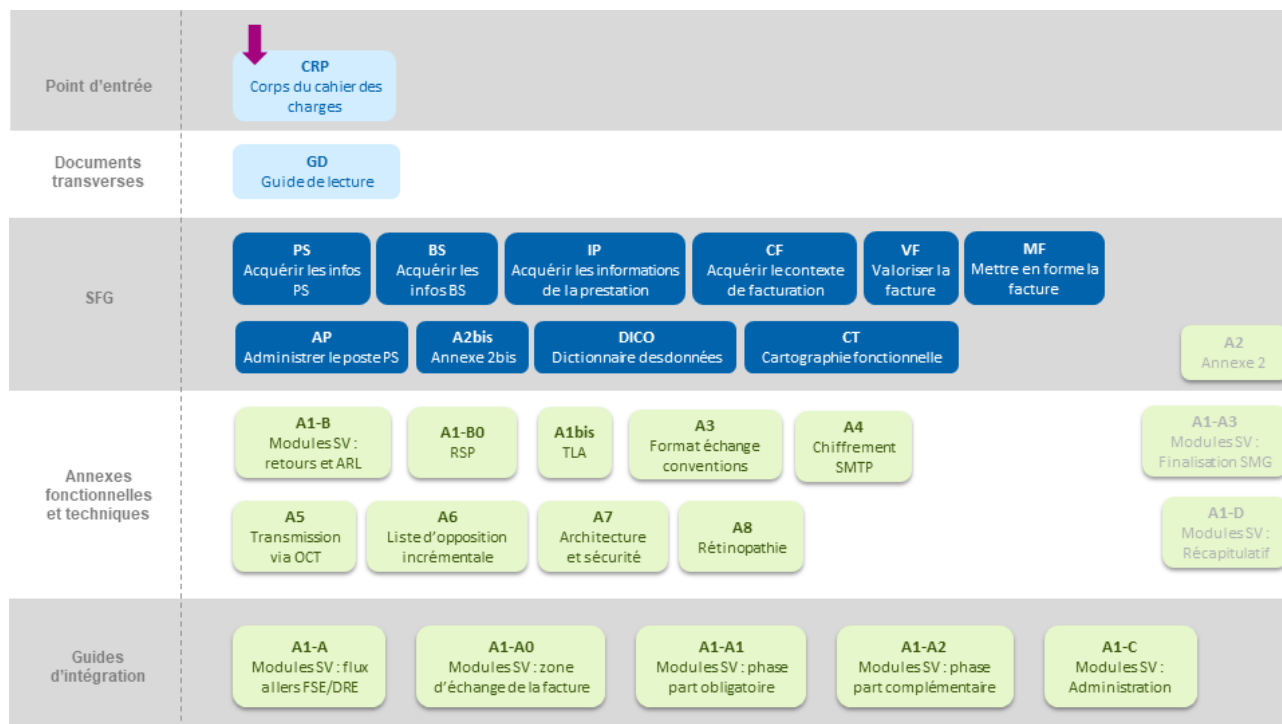 Point d'entrée
CRP
Corps du cahier des
charges
Documents
transverses
GD
Guide de lecture
SFG
PS
Acquérir les infos
PS
BS
Acquérir les
infos BS
IP
Acquérir les informations
de la prestation
CF
Acquérir le contexte
de facturation
VF
Valoriser la
facture
MF
Mettre en forme la
facture
AP
Administrer le poste PS
A2bis
Annexe 2bis
DICO
Dictionnaire des données
CT
Cartographie fonctionnelle
A2
Annexe 2
Annexes
fonctionnelles
et techniques
A1-B
Modules SV :
retours et ARL
A1-B0
RSP
A1bis
TLA
A3
Format échange
conventions
A4
Chiffrement
SMTP
A1-A3
Modules SV :
Finalisation SMG
A5
Transmission
via OCT
A6
Liste d'opposition
incrémentale
A7
Architecture
et sécurité
A8
Rétinopathie
A1-D
Modules SV :
Récapitulatif
Guides
d'intégration
A1-A
Modules SV : flux
allers FSE/DRE
A1-A0
Modules SV : zone
d'échange de la facture
A1-A1
Modules SV : phase
part obligatoire
A1-A2
Modules SV : phase
part complémentaire
A1-C
Modules SV :
Administration